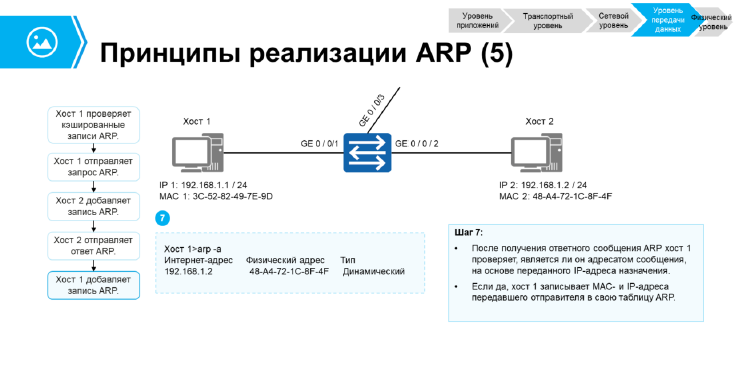 Уровень
приложений
Транспортный
уровень
Сетевой
уровень
Уровень
передачи
данных
Физический
уровень
Принципы реализации ARP (5)
Хост 1 проверяет
кэшированные
записи ARP.
Хост 1 отправляет
запрос ARP.
Хост 2 добавляет
запись ARP.
Хост 2 отправляет
ответ ARP.
Хост 1 добавляет
запись ARP.
Хост 1
GE 0 / 0/1
GE 0 / 0/3
GE 0 / 0 / 2
Хост 2
IP 1: 192.168.1.1 / 24
MAC 1: 3C-52-82-49-7E-9D
IP 2: 192.168.1.2 / 24
MAC 2: 48-A4-72-1C-8F-4F
7
Хост 1>arp -a
Интернет-адрес Физический адрес Тип
192.168.1.2 48-A4-72-1C-8F-4F Динамический
Шаг 7:
• После получения ответного сообщения ARP хост 1
проверяет, является ли он адресатом сообщения,
на основе переданного IP-адреса назначения.
• Если да, хост 1 записывает MAC- и IP-адреса
передавшего отправителя в свою таблицу ARP.